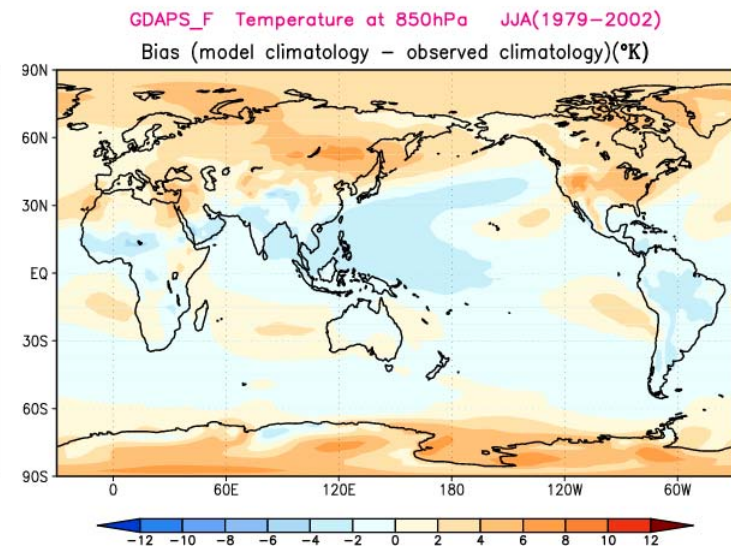 GDAPS_F Temperature at 850hPa JJA(1979-2002)
Bias (model climatology - observed climatology)(°K)
90N
60N
30N
EQ
30S
60S
90S
0 60E 120E 180 120W 60W
-12 -10 -8 -6 -4 -2 0 2 4 6 8 10 12